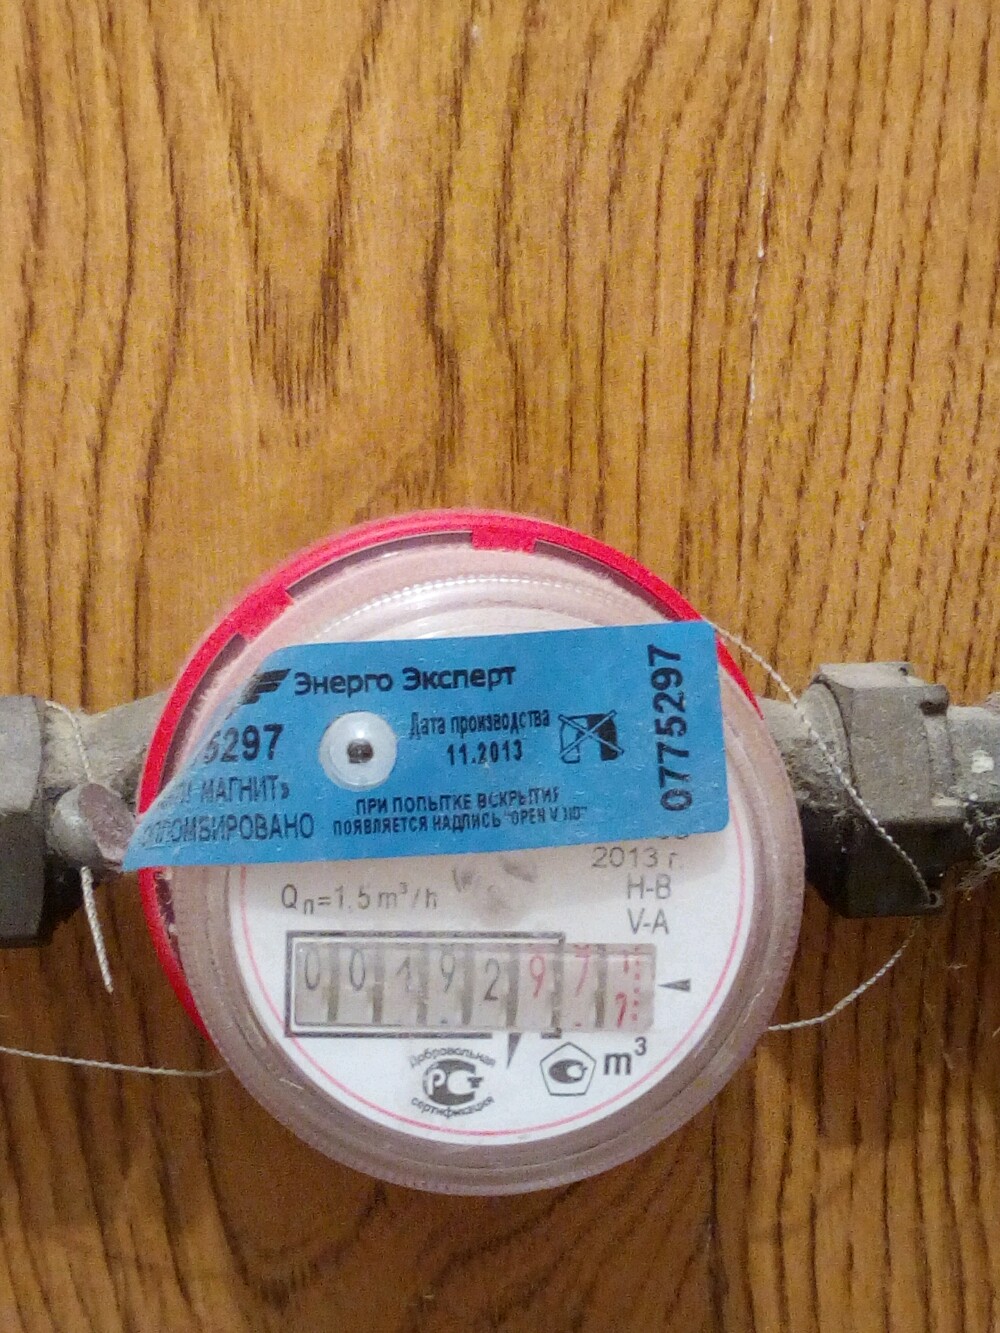 Энерго Эксперт
5297
Дата производства
11.2013
МАГНИТ»
ОПЛОМБИРОВАНО
ПРИ ПОПЫТКЕ ВСКРЫТИЯ
ПОЯВЛЯЕТСЯ НАДПИСЬ "OPEN VOID"
0775297
2013 г.
Qn=1,5 m³/h
H-B
V-A
0 0 1 9 2 9 7
m³
Добровольная
РСТ
сертификация